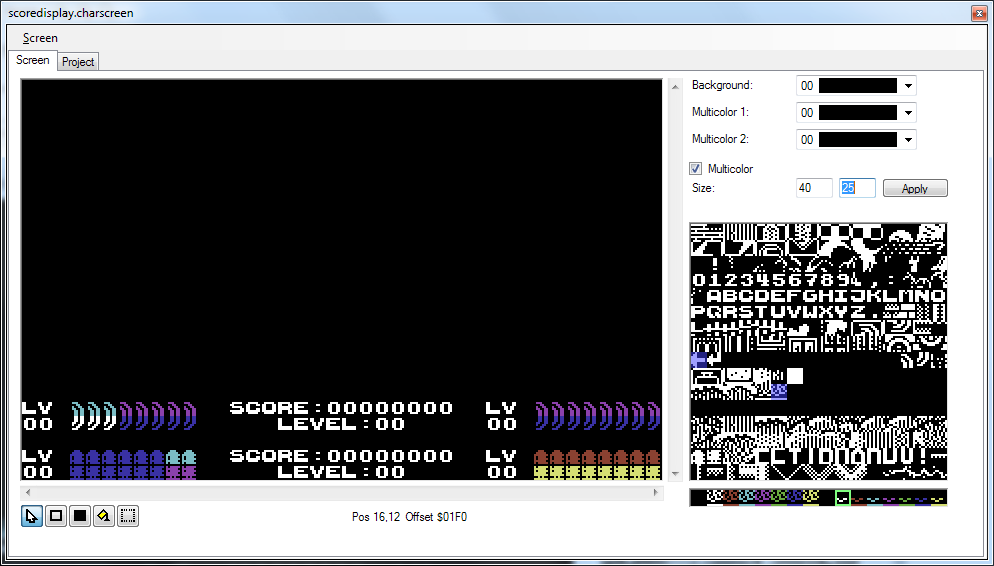 scoredisplay.charscreen
Screen
Screen Project
Background: 00
Multicolor 1: 00
Multicolor 2: 00
Multicolor
Size: 40 25 Apply
0123456789
ABCDEFGHIJKLMNO
PQRSTUVWXYZ
LV SCORE:00000000 LV
00 LEVEL:00 00
LV SCORE:00000000 LV
00 LEVEL:00 00
Pos 16,12 Offset $01F0